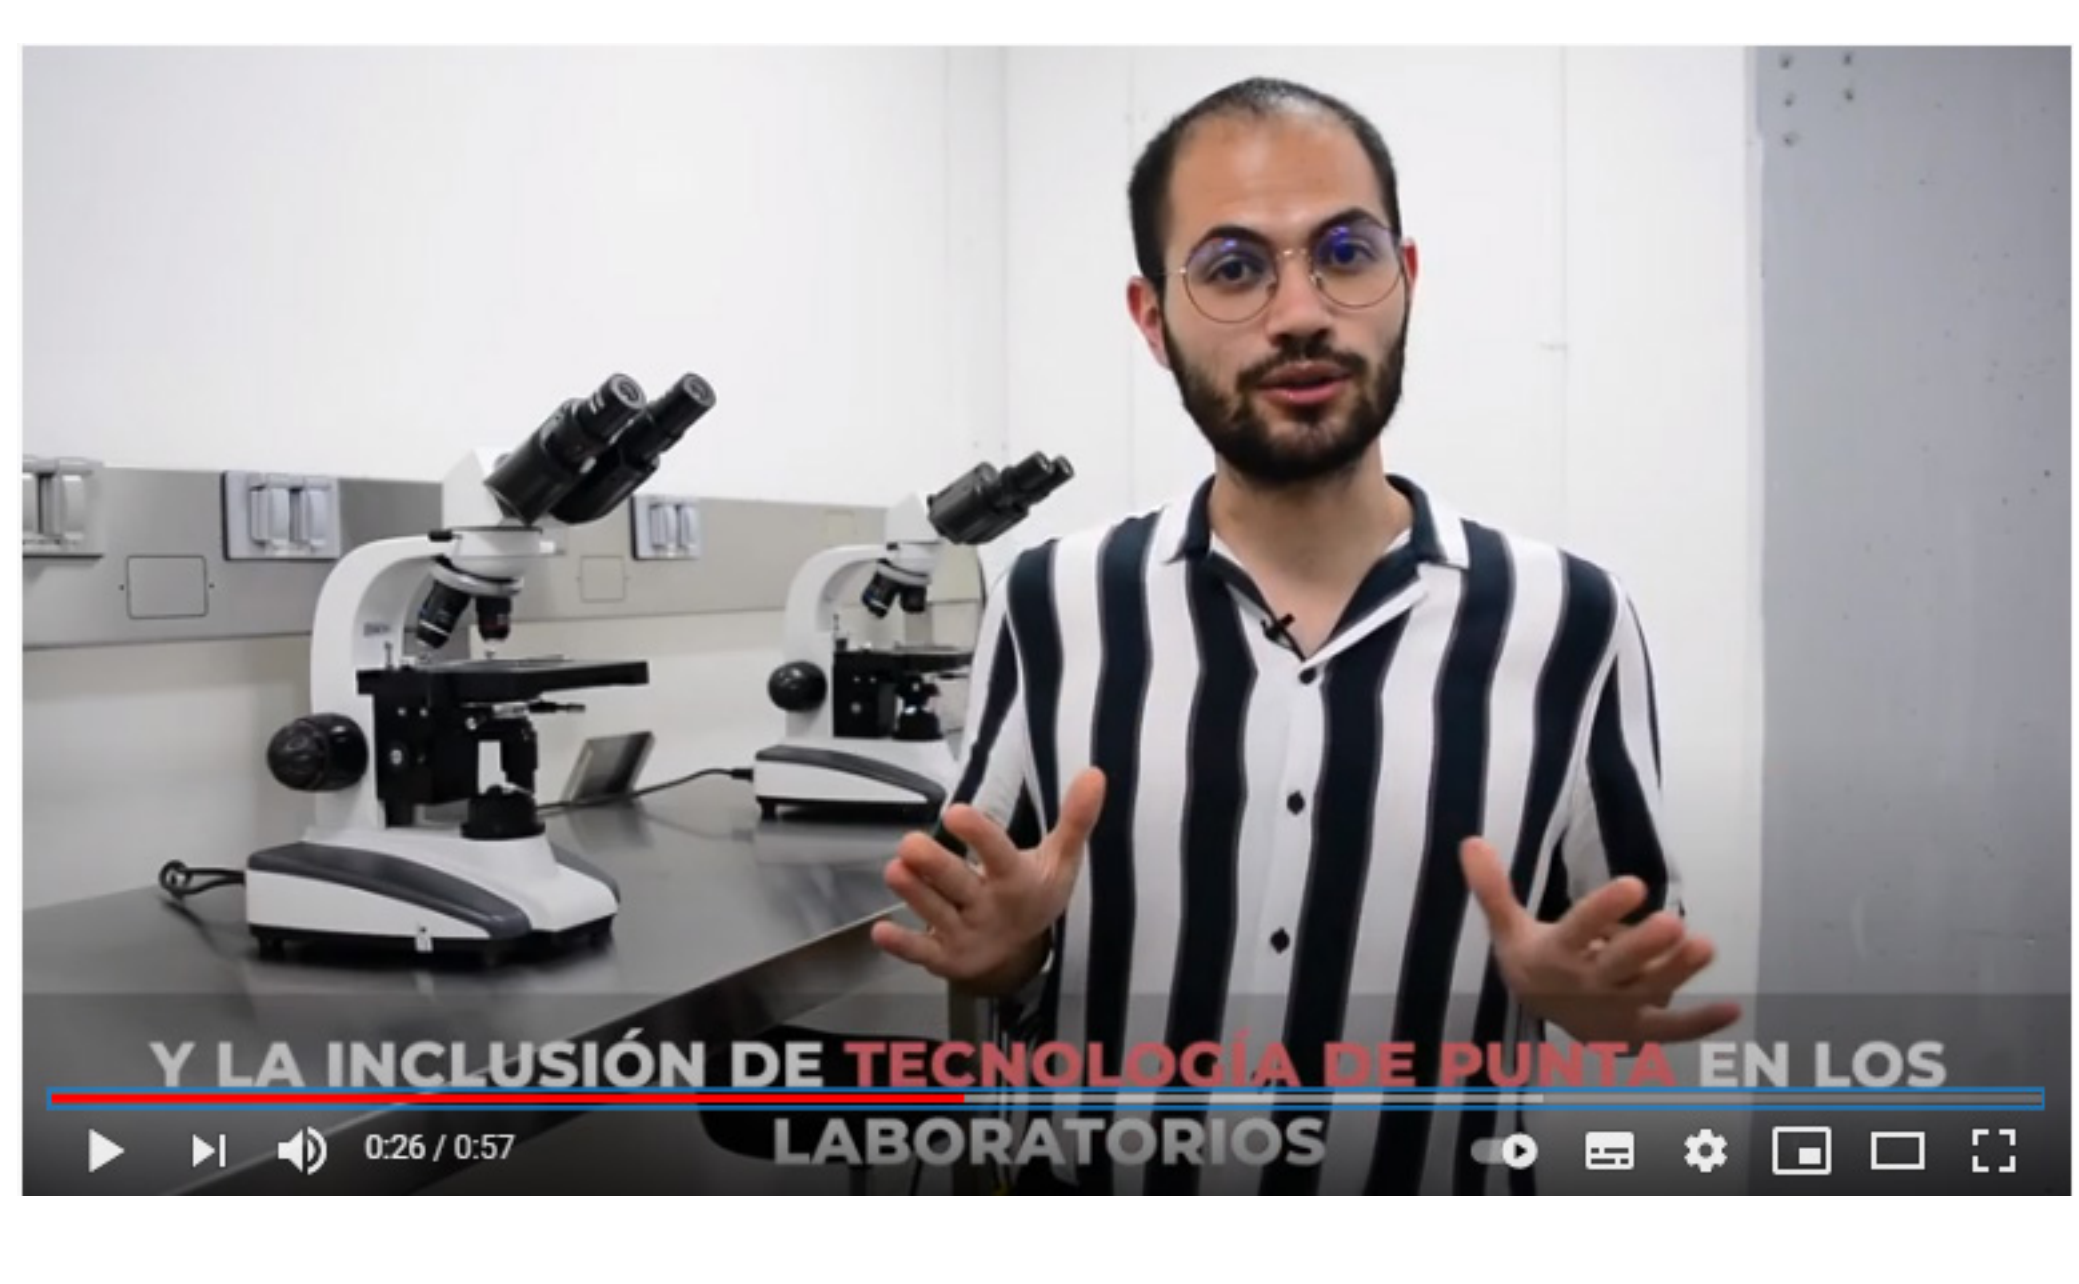 Y LA INCLUSIÓN DE TECNOLOGÍA DE PUNTA EN LOS
LABORATORIOS
0:26 / 0:57